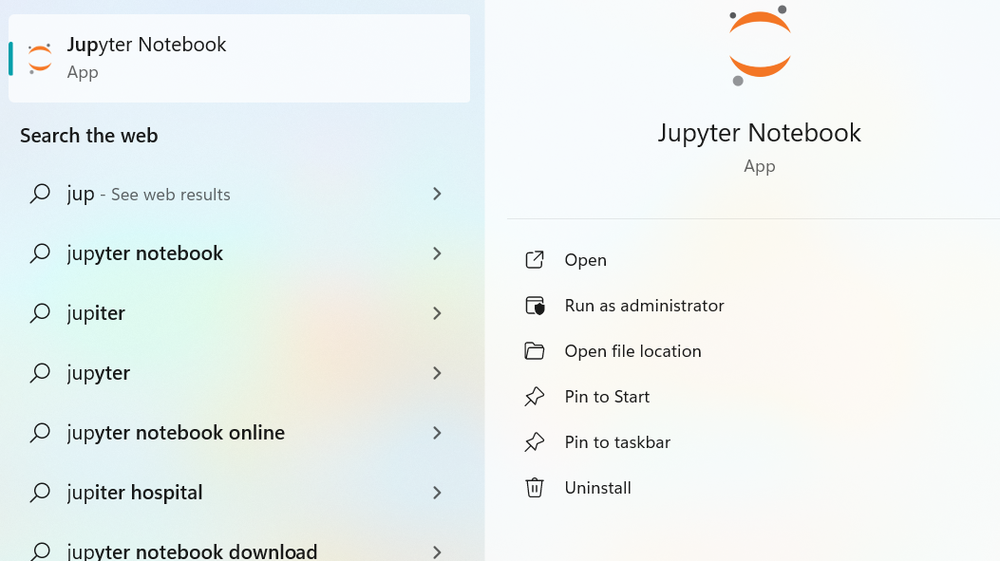 Jupyter Notebook
App
Search the web
jup - See web results
jupyter notebook
jupiter
jupyter
jupyter notebook online
jupiter hospital
jupyter notebook download
Jupyter Notebook
App
Open
Run as administrator
Open file location
Pin to Start
Pin to taskbar
Uninstall